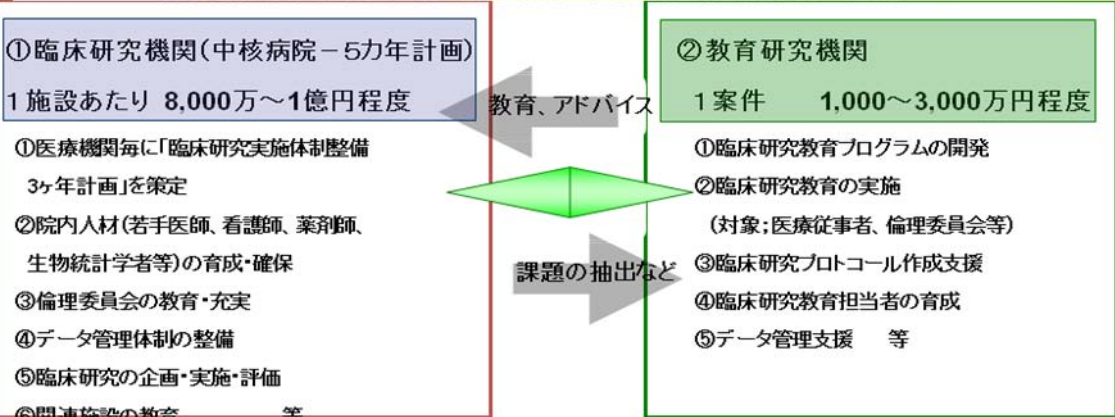 ①臨床研究機関(中核病院-5カ年計画)
1施設あたり 8,000万~1億円程度
①医療機関毎に「臨床研究実施体制整備
3ヶ年計画」を策定
②院内人材(若手医師、看護師、薬剤師、
生物統計学者等)の育成・確保
③倫理委員会の教育・充実
④データ管理体制の整備
⑤臨床研究の企画・実施・評価
⑥関連施設の教育 等
教育、アドバイス
課題の抽出など
②教育研究機関
1案件 1,000~3,000万円程度
①臨床研究教育プログラムの開発
②臨床研究教育の実施
(対象;医療従事者、倫理委員会等)
③臨床研究プロトコール作成支援
④臨床研究教育担当者の育成
⑤データ管理支援 等